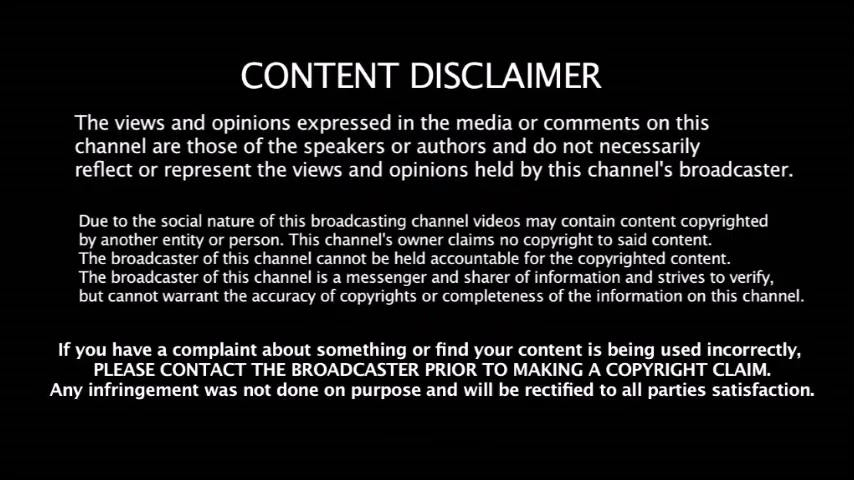 CONTENT DISCLAIMER
The views and opinions expressed in the media or comments on this
channel are those of the speakers or authors and do not necessarily
reflect or represent the views and opinions held by this channel's broadcaster.
Due to the social nature of this broadcasting channel videos may contain content copyrighted
by another entity or person. This channel's owner claims no copyright to said content.
The broadcaster of this channel cannot be held accountable for the copyrighted content.
The broadcaster of this channel is a messenger and sharer of information and strives to verify,
but cannot warrant the accuracy of copyrights or completeness of the information on this channel.
If you have a complaint about something or find your content is being used incorrectly,
PLEASE CONTACT THE BROADCASTER PRIOR TO MAKING A COPYRIGHT CLAIM.
Any infringement was not done on purpose and will be rectified to all parties satisfaction.